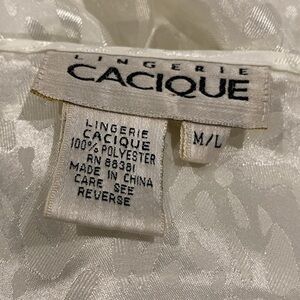 LINGERIE
CACIQUE
M/L
LINGERIE
CACIQUE
100% POLYESTER
RN 88381
MADE IN CHINA
CARE SEE
REVERSE